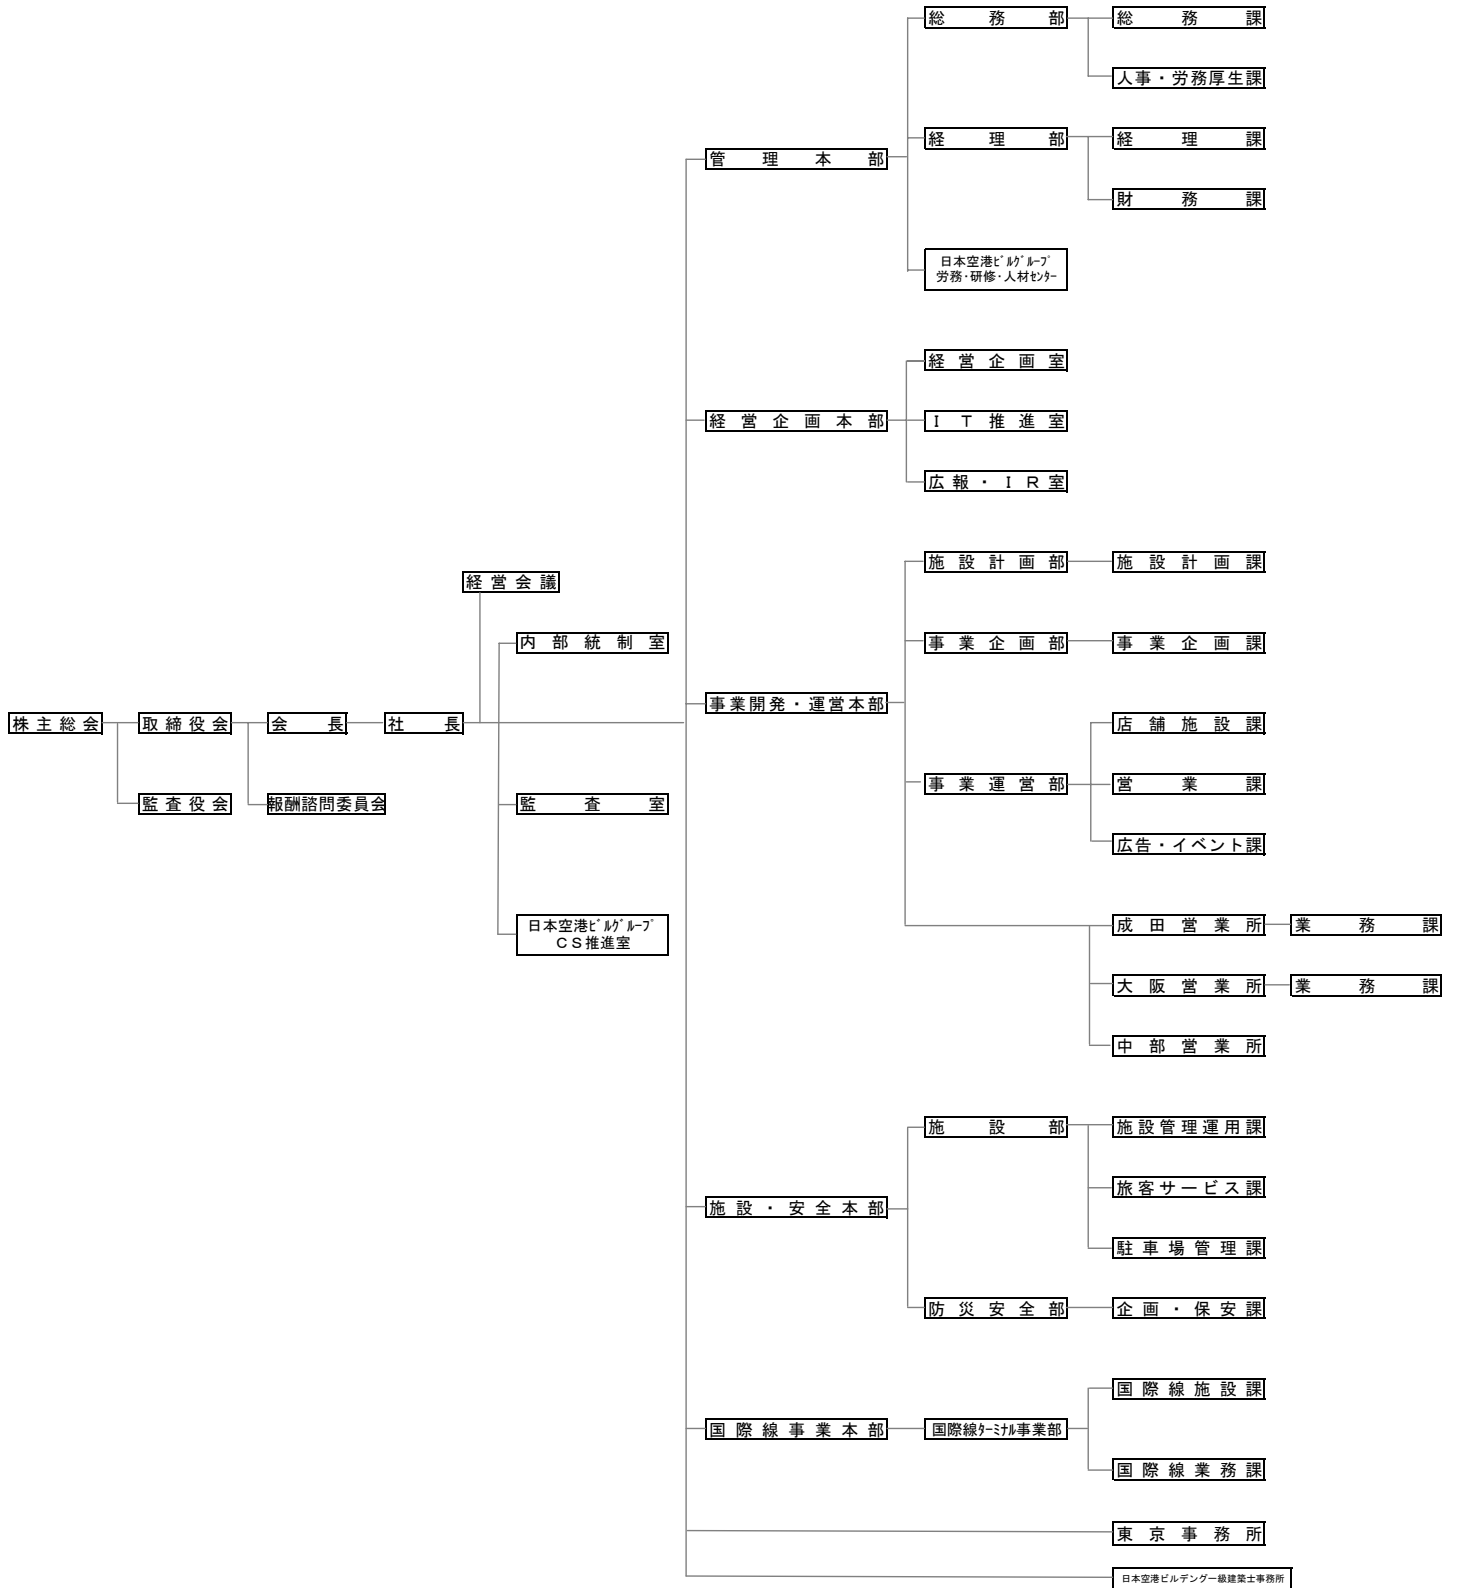 総務部
総務課
人事・労務厚生課
経理部
経理課
管理本部
財務課
日本空港ﾋﾞﾙｸﾞﾙｰﾌﾟ
労務・研修・人材ｾﾝﾀｰ
経営企画室
経営企画本部
ＩＴ推進室
広報・ＩＲ室
施設計画部
施設計画課
経営会議
内部統制室
事業企画部
事業企画課
事業開発・運営本部
株主総会
取締役会
会長
社長
店舗施設課
事業運営部
営業課
監査役会
報酬諮問委員会
監査室
広告・イベント課
日本空港ﾋﾞﾙｸﾞﾙｰﾌﾟ
ＣＳ推進室
成田営業所
業務課
大阪営業所
業務課
中部営業所
施設部
施設管理運用課
旅客サービス課
施設・安全本部
駐車場管理課
防災安全部
企画・保安課
国際線施設課
国際線事業本部
国際線ﾀｰﾐﾅﾙ事業部
国際線業務課
東京事務所
日本空港ビルデング一級建築士事務所